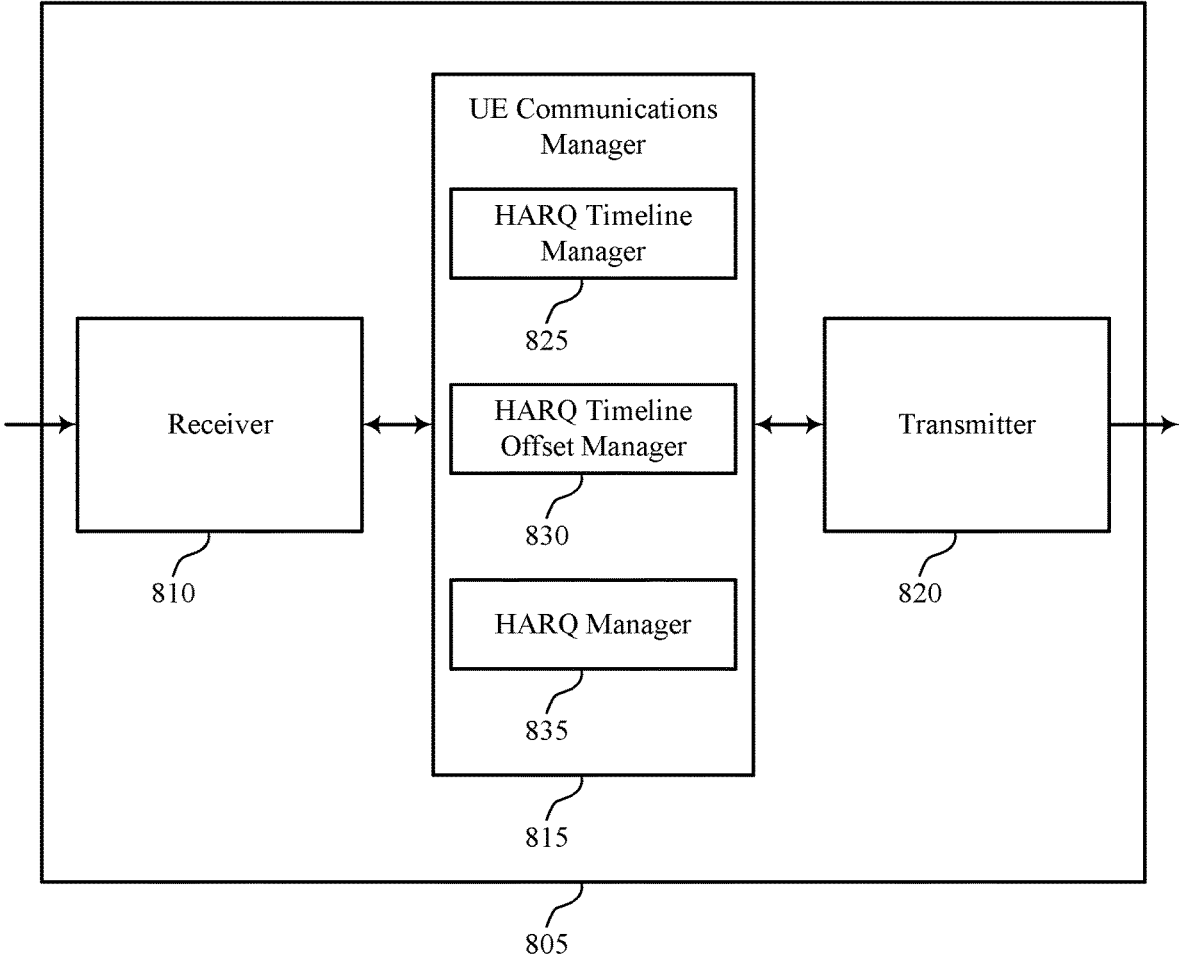 UE Communications
Manager
HARQ Timeline
Manager
825
Receiver
810
HARQ Timeline
Offset Manager
830
Transmitter
820
HARQ Manager
835
815
805